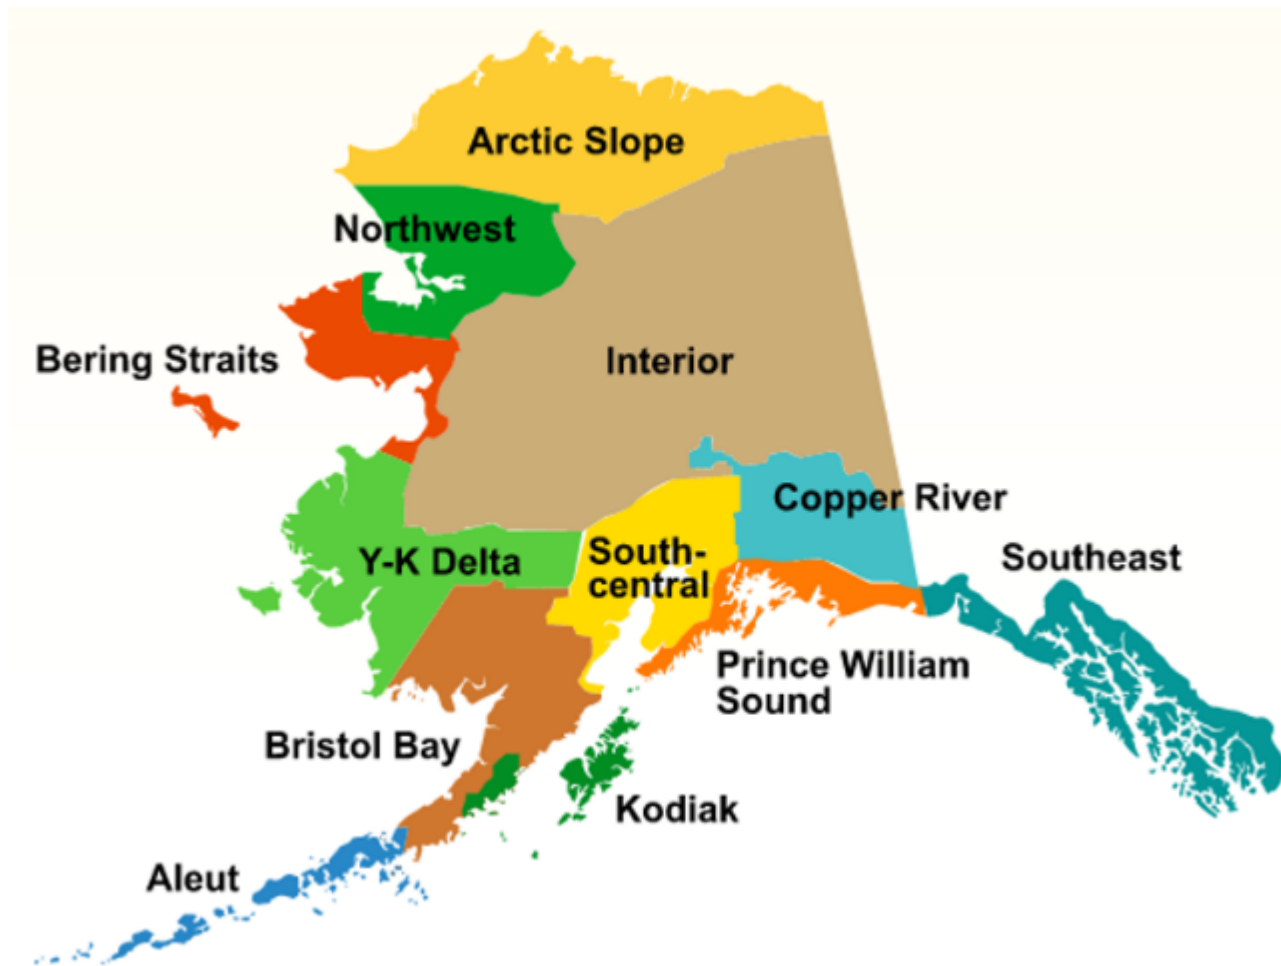 Arctic Slope
Northwest
Bering Straits
Interior
Copper River
Y-K Delta
South-
central
Southeast
Prince William
Sound
Bristol Bay
Kodiak
Aleut